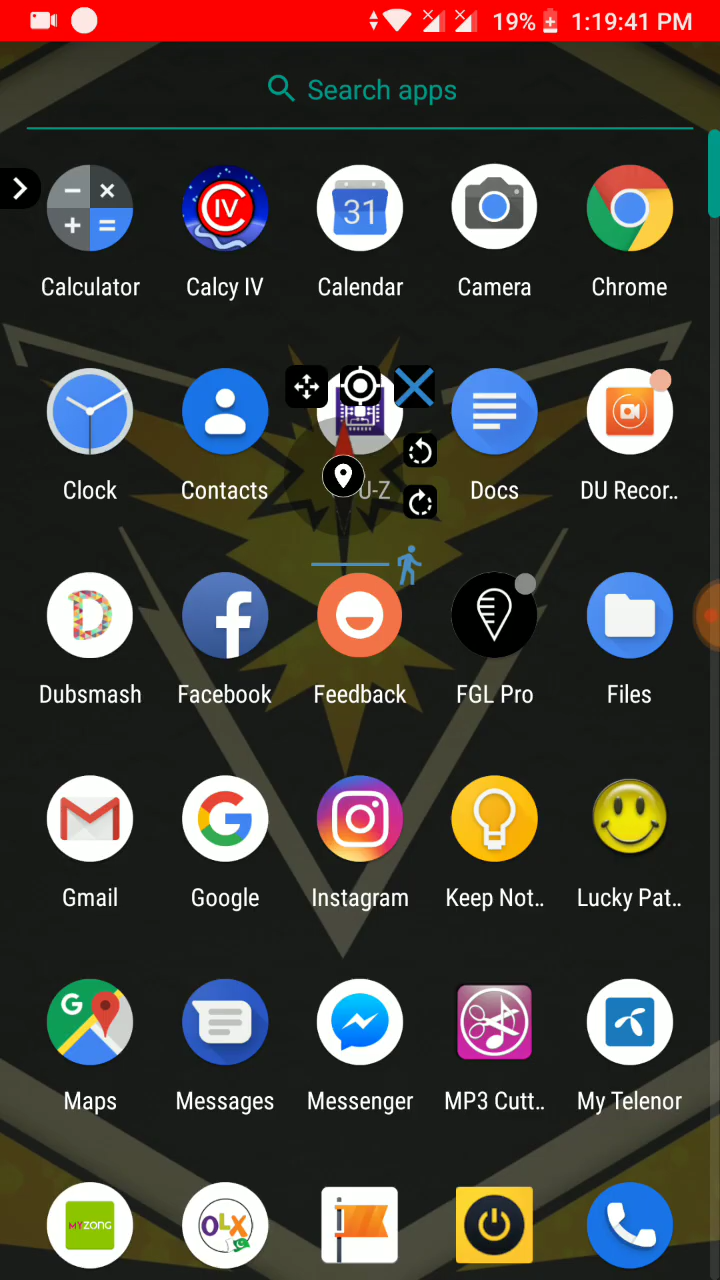 19% 1:19:41 PM
Search apps
31
IV
Calculator Calcy IV Calendar Camera Chrome
Clock Contacts U-Z Docs DU Recor..
Dubsmash Facebook Feedback FGL Pro Files
Gmail Google Instagram Keep Not.. Lucky Pat..
G
Maps Messages Messenger MP3 Cutt.. My Telenor
MYZONG OLX